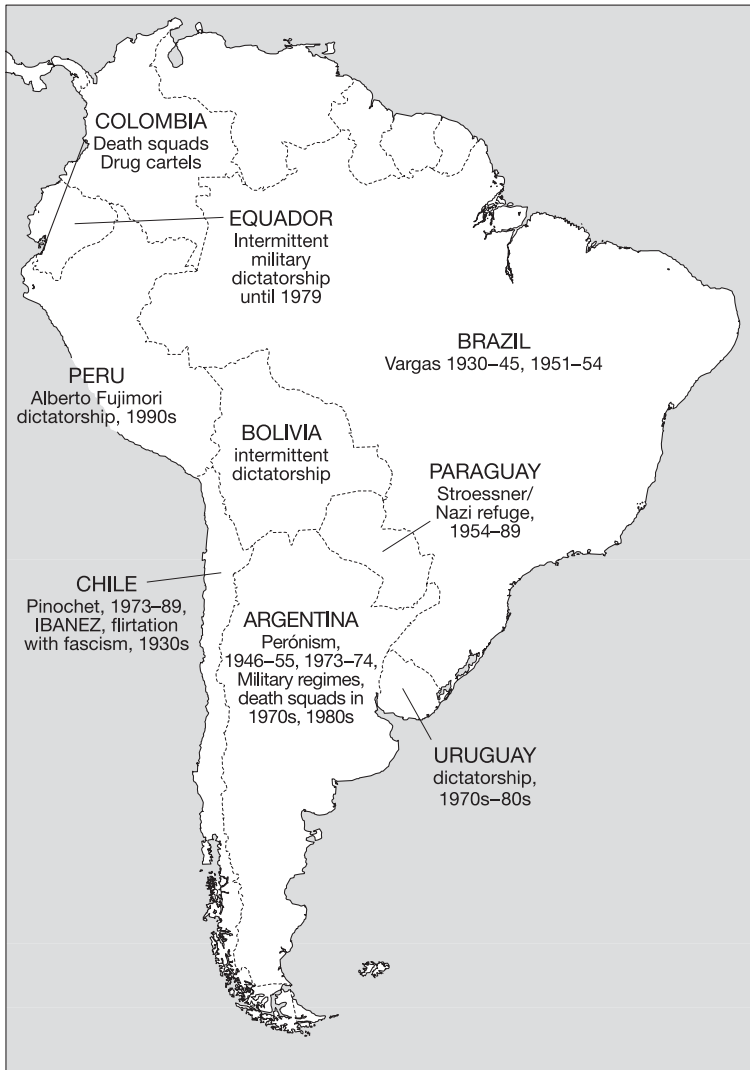 COLOMBIA
Death squads
Drug cartels
EQUADOR
Intermittent
military
dictatorship
until 1979
BRAZIL
Vargas 1930–45, 1951–54
PERU
Alberto Fujimori
dictatorship, 1990s
BOLIVIA
intermittent
dictatorship
PARAGUAY
Stroessner/
Nazi refuge,
1954–89
CHILE
Pinochet, 1973–89,
IBANEZ, flirtation
with fascism, 1930s
ARGENTINA
Perónism,
1946–55, 1973–74,
Military regimes,
death squads in
1970s, 1980s
URUGUAY
dictatorship,
1970s–80s